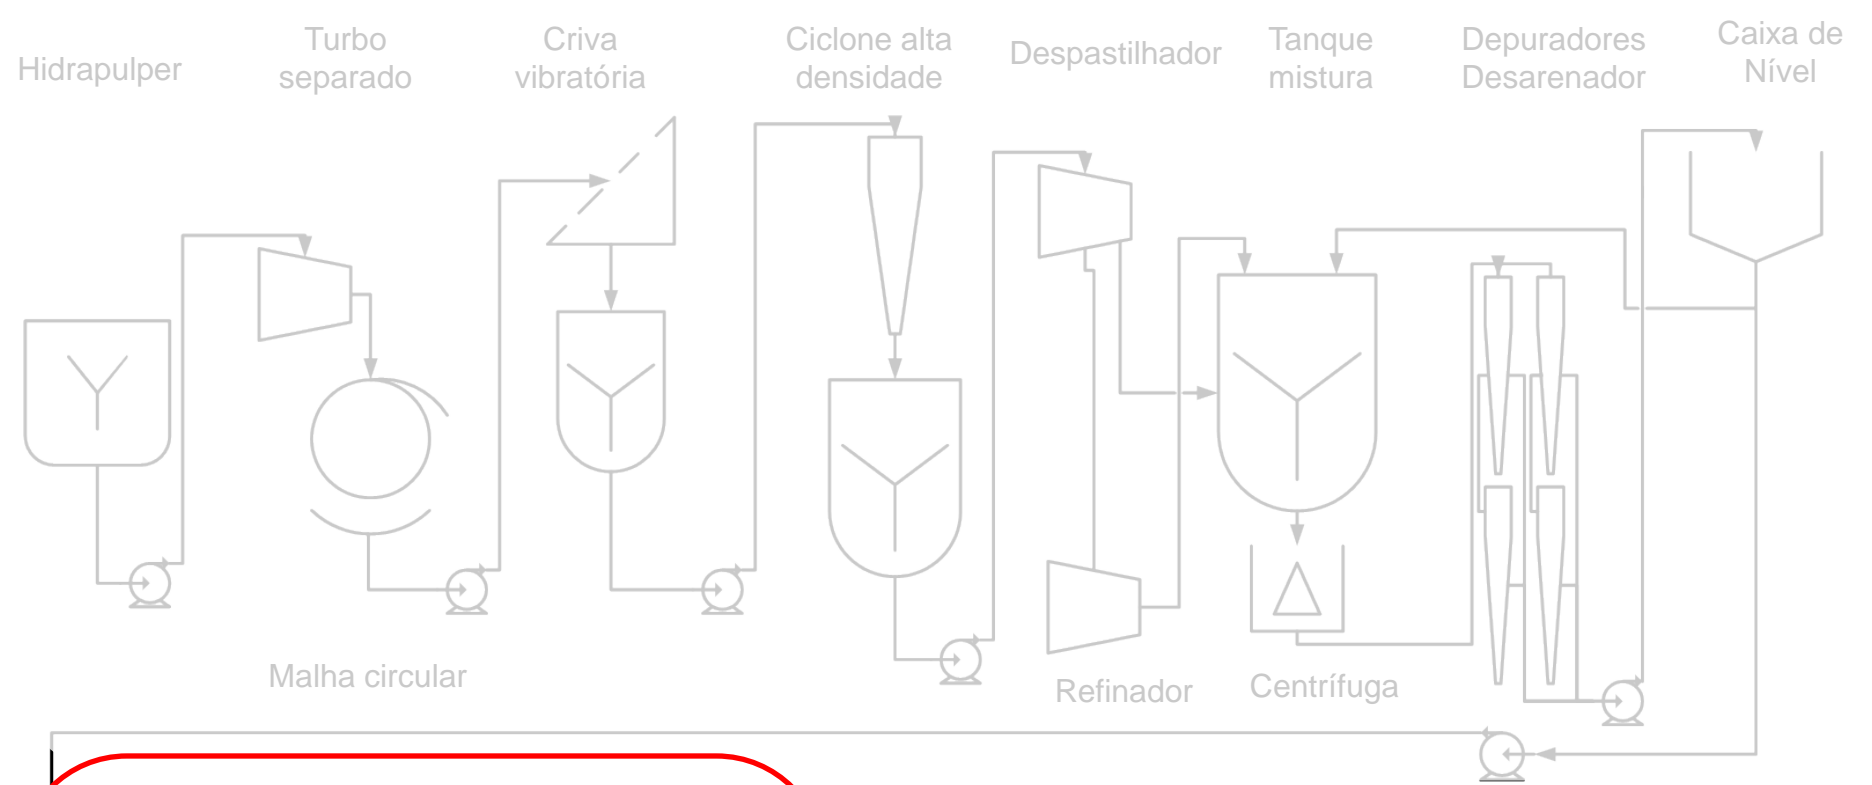 Hidrapulper
Turbo
separado
Criva
vibratória
Ciclone alta
densidade
Despastilhador
Tanque
mistura
Depuradores
Desarenador
Caixa de
Nível
Malha circular
Refinador
Centrífuga